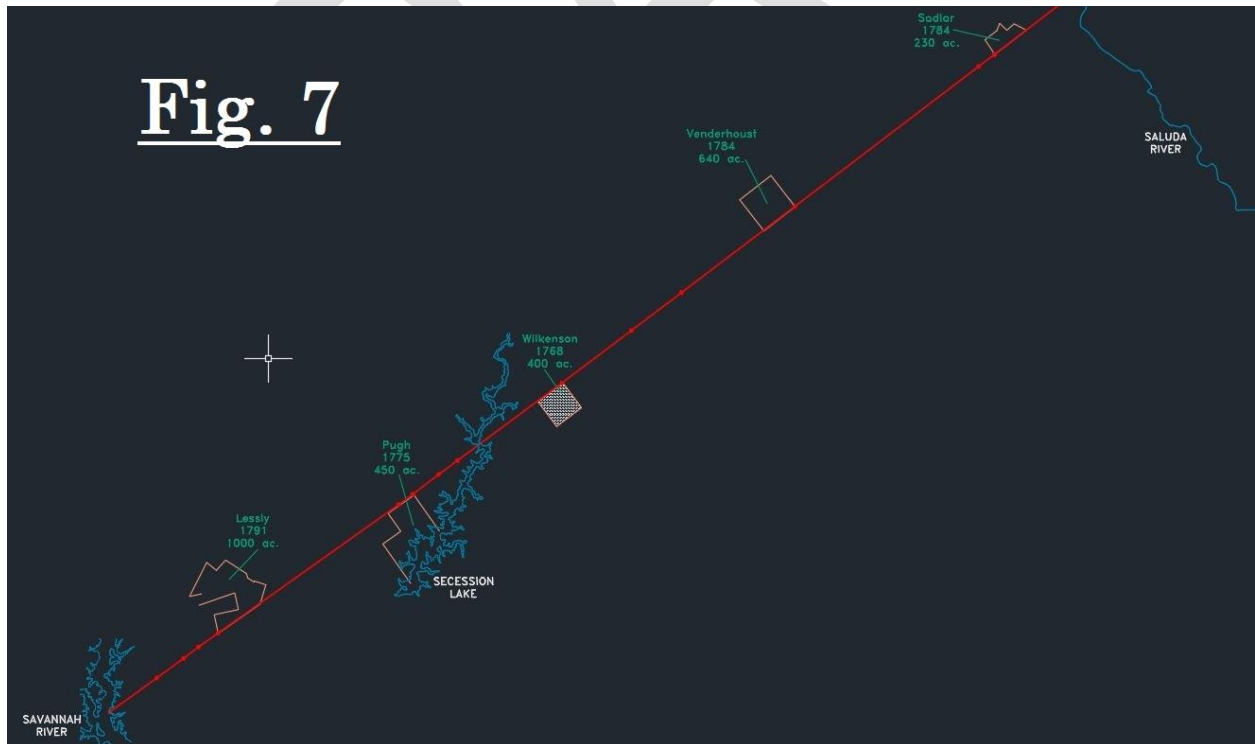 Fig. 7
Sadlar
1784
230 ac.
SALUDA
RIVER
Venderhoust
1784
640 ac.
Wilkenson
1768
400 ac.
Pugh
1775
450 ac.
Lessly
1791
1000 ac.
SECESSION
LAKE
SAVANNAH
RIVER